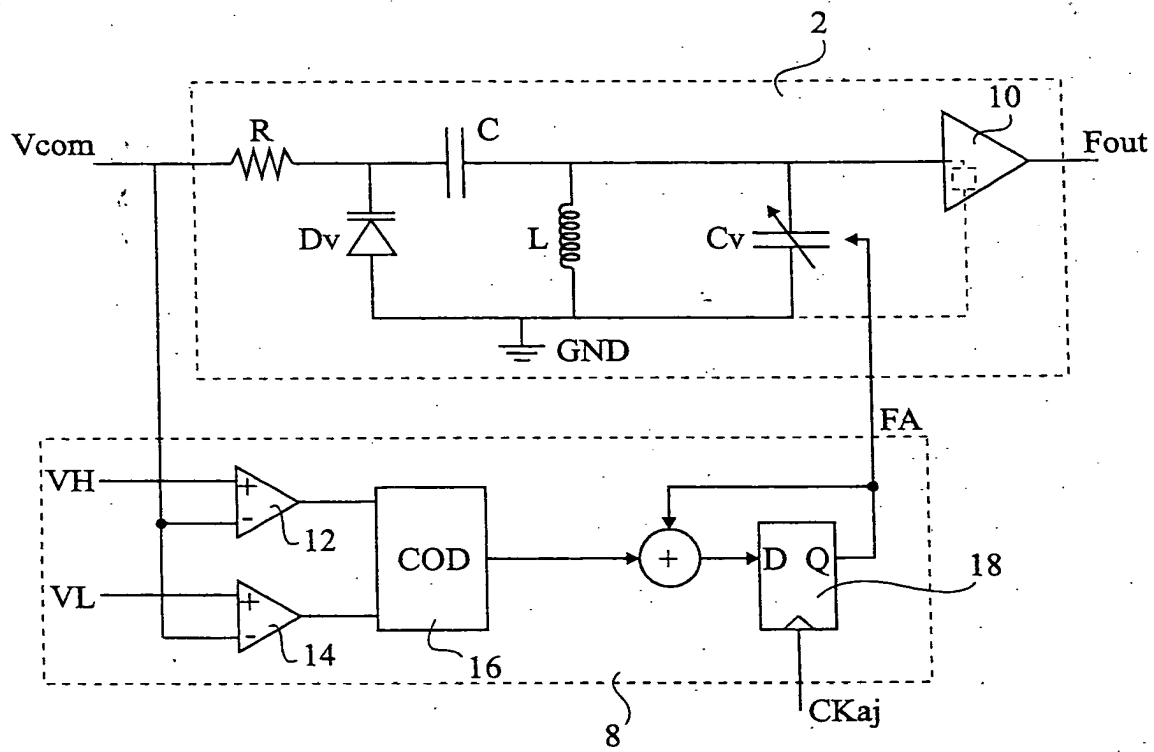 2
10
Vcom
R
C
Fout
Dv
L
Cv
GND
FA
VH
+
-
12
COD
+
D Q
18
VL
+
-
14
16
CKaj
8